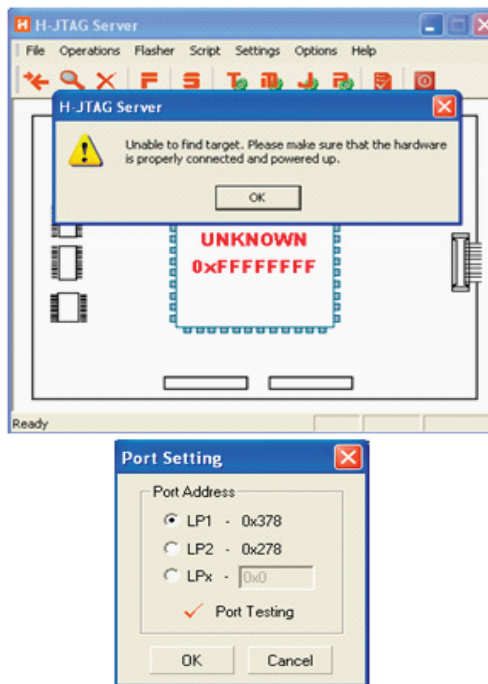 H-JTAG Server
File Operations Flasher Script Settings Options Help
H-JTAG Server
Unable to find target. Please make sure that the hardware
is properly connected and powered up.
OK
UNKNOWN
0xFFFFFFFF
Ready
Port Setting
Port Address
LP1 - 0x378
LP2 - 0x278
LPx - 0x0
Port Testing
OK Cancel